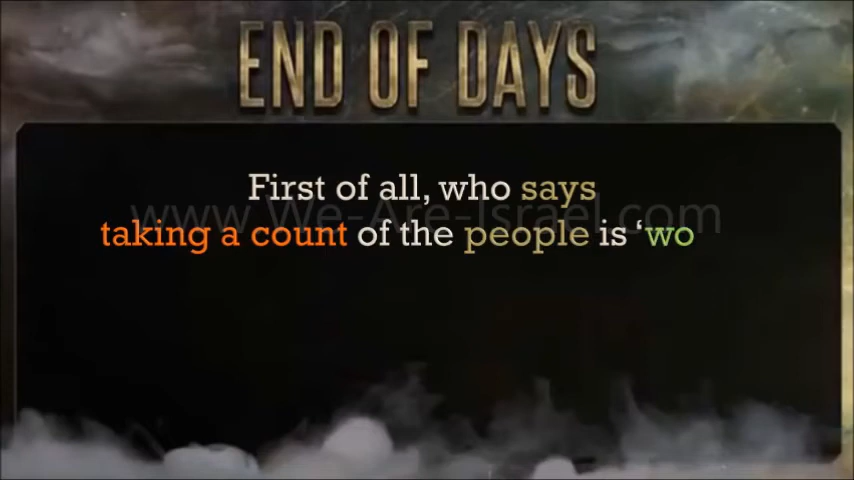 END OF DAYS
First of all, who says
www.We-Are-Israel.com
taking a count of the people is ‘wo